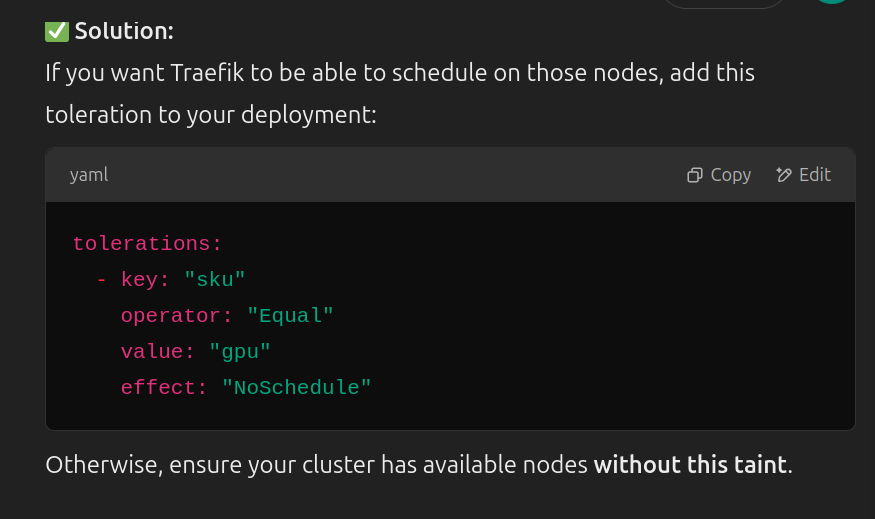 ✅ Solution:
If you want Traefik to be able to schedule on those nodes, add this
toleration to your deployment:
yaml
Copy
Edit
tolerations:
  - key: "sku"
    operator: "Equal"
    value: "gpu"
    effect: "NoSchedule"
Otherwise, ensure your cluster has available nodes without this taint.